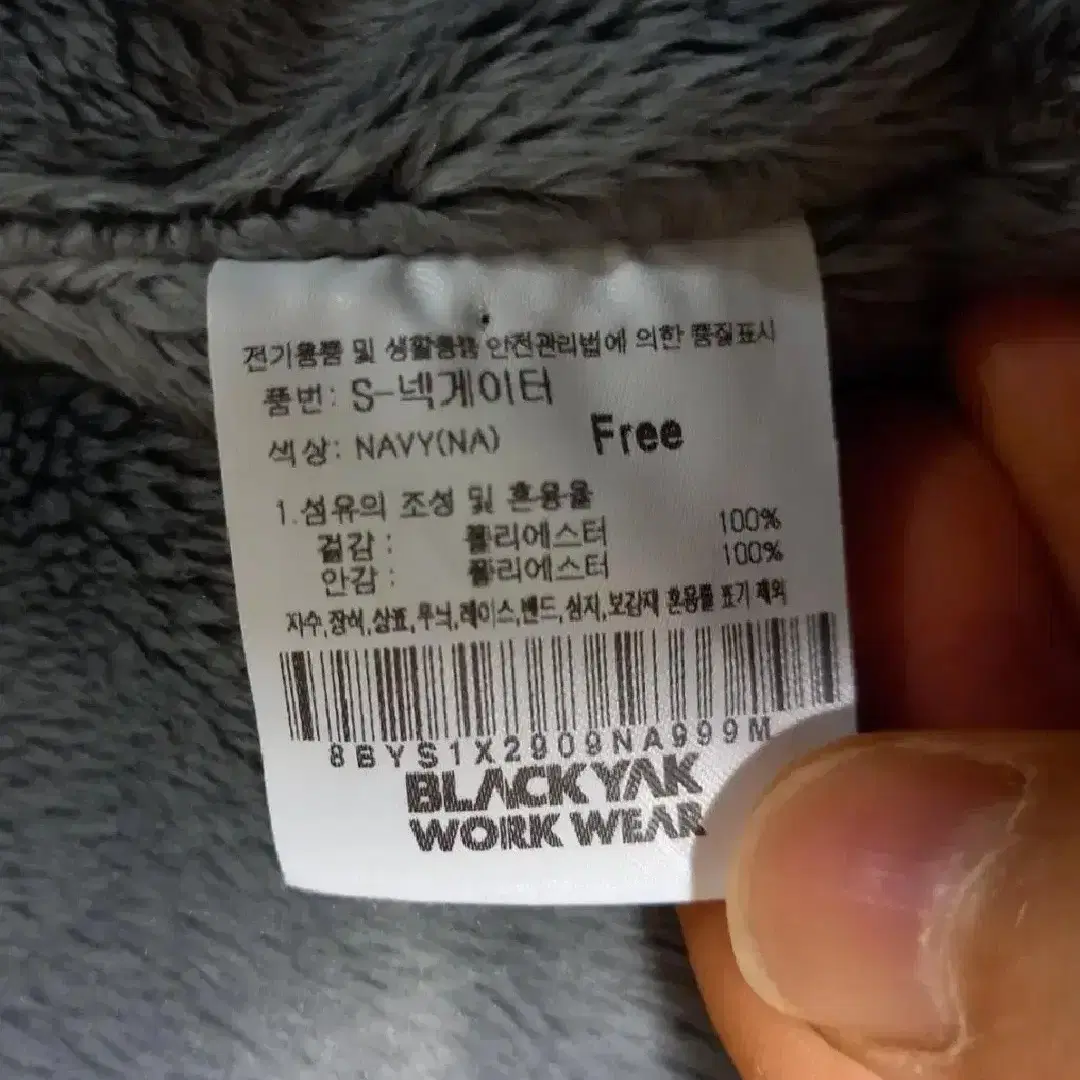 전기용품 및 생활용품 안전관리법에 의한 품질표시
품번: S-넥게이터
색상: NAVY(NA) Free
1.섬유의 조성 및 혼용율
겉감 : 폴리에스터 100%
안감 : 폴리에스터 100%
자수,장식,상표,무늬,레이스,밴드,심지,보강재 혼용률 표기 제외
8BYS1X2909NA999M
BLACKYAK
WORK WEAR